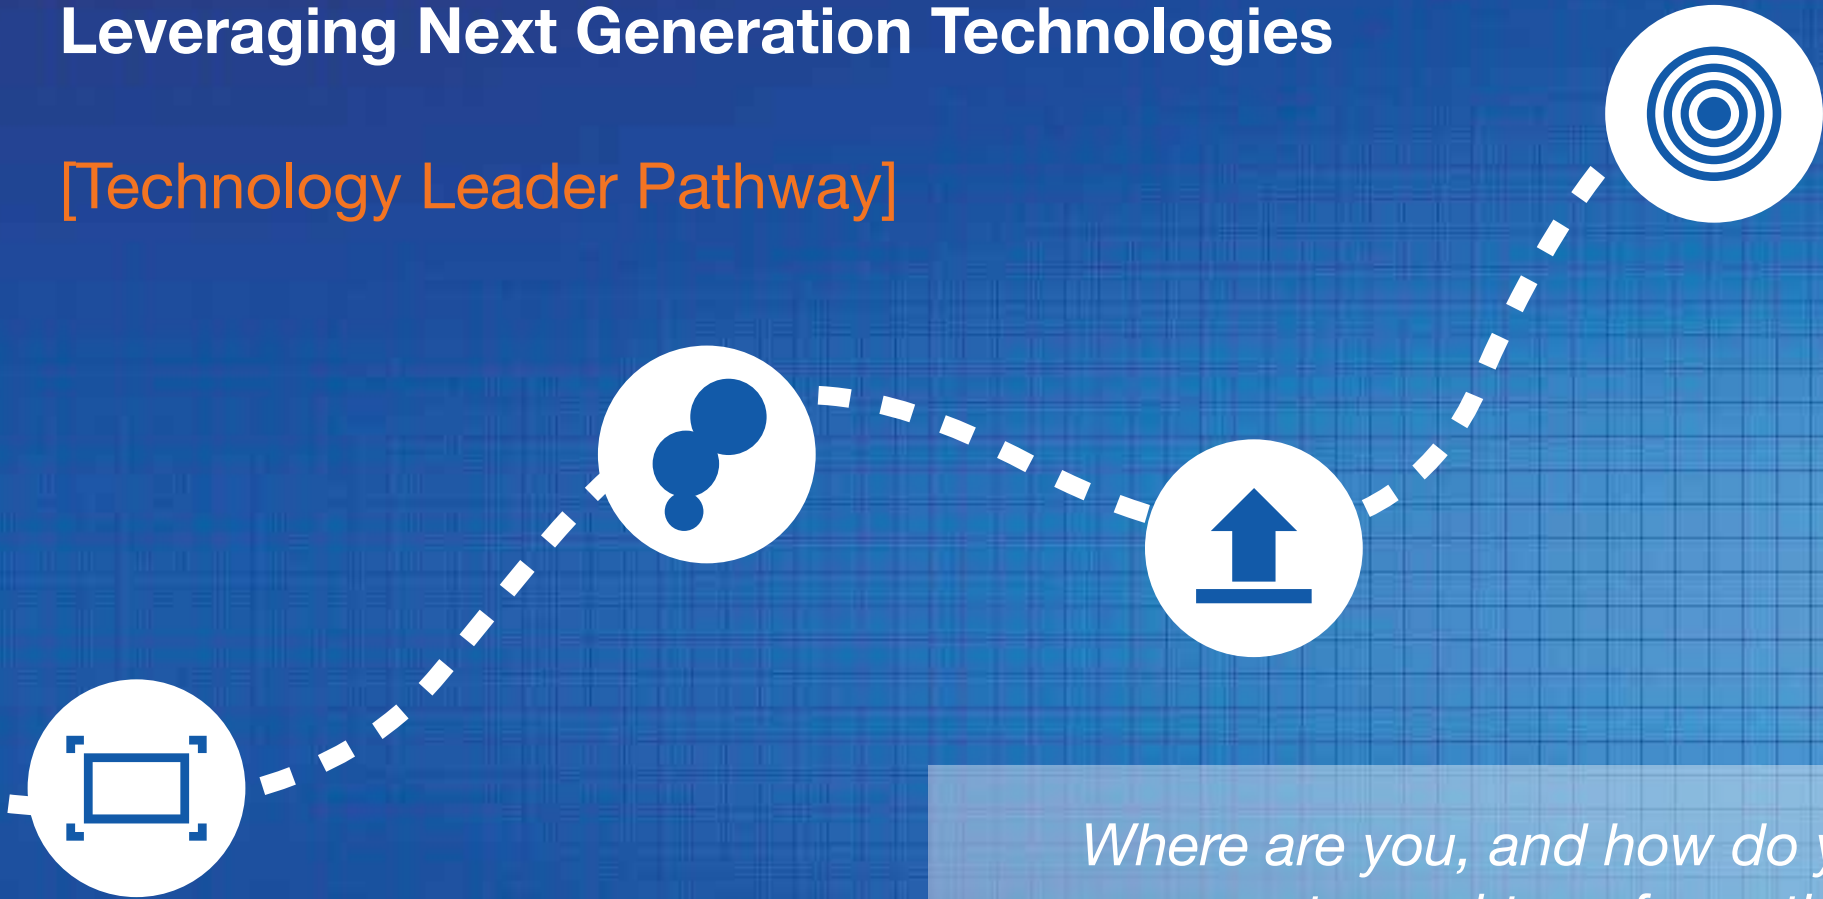 Leveraging Next Generation Technologies
[Technology Leader Pathway]
Where are you, and how do